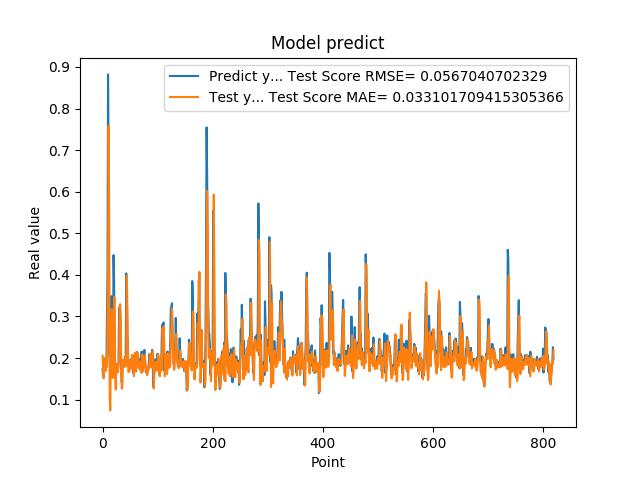 Model predict
Predict y... Test Score RMSE= 0.0567040702329
Test y... Test Score MAE= 0.033101709415305366
Real value
0.9
0.8
0.7
0.6
0.5
0.4
0.3
0.2
0.1
0 200 400 600 800
Point